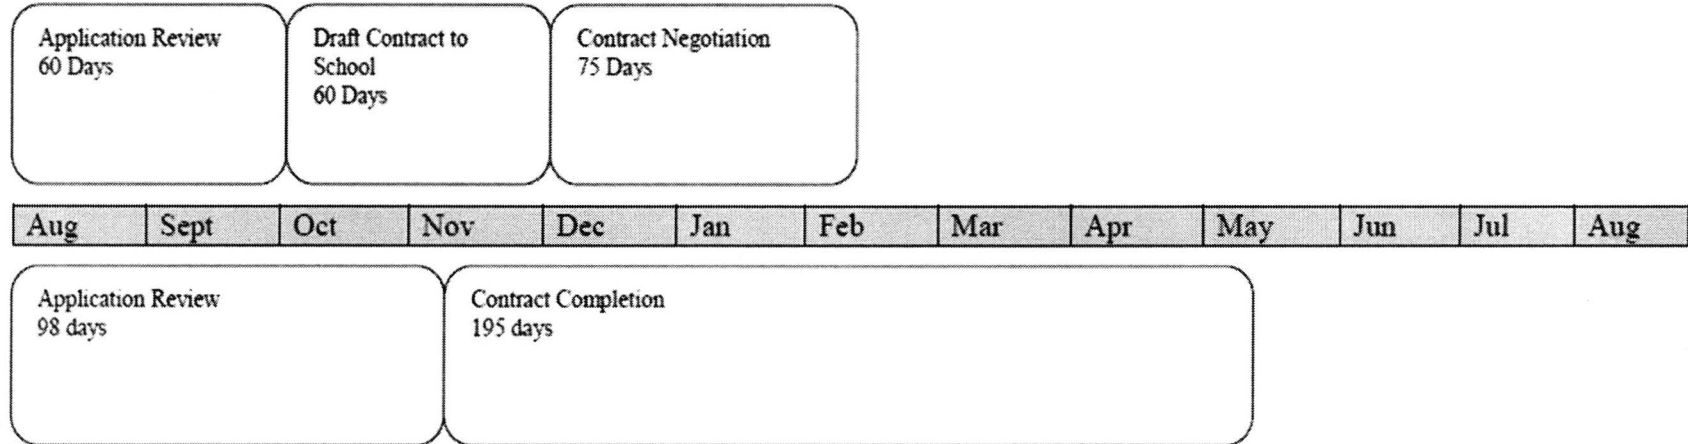 Application Review
60 Days
Draft Contract to
School
60 Days
Contract Negotiation
75 Days
Aug Sept Oct Nov Dec Jan Feb Mar Apr May Jun Jul Aug
Application Review
98 days
Contract Completion
195 days